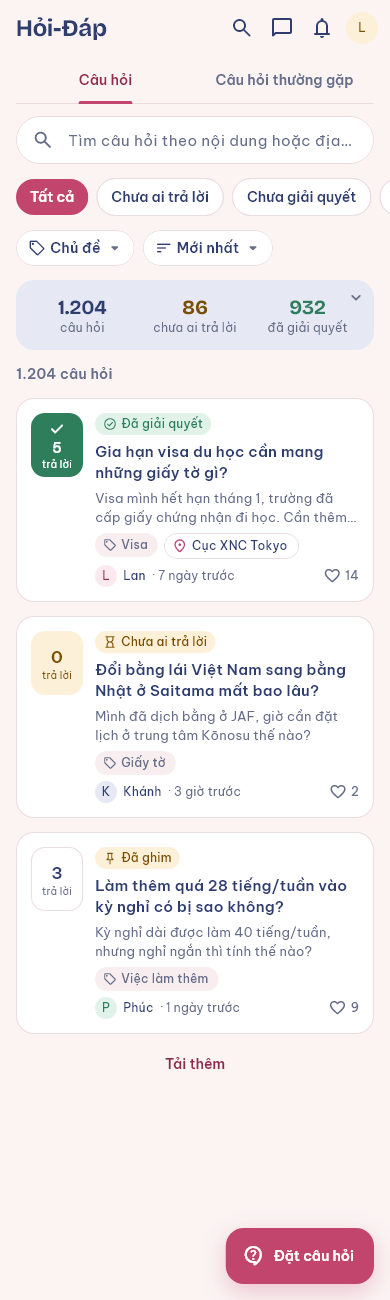 Hỏi-Đáp
L
Câu hỏi
Câu hỏi thường gặp
Tìm câu hỏi theo nội dung hoặc địa...
Tất cả
Chưa ai trả lời
Chưa giải quyết
Chủ đề
Mới nhất
1.204
86
932
câu hỏi
chưa ai trả lời
đã giải quyết
1.204 câu hỏi
5
trả lời
Đã giải quyết
Gia hạn visa du học cần mang
những giấy tờ gì?
Visa mình hết hạn tháng 1, trường đã
cấp giấy chứng nhận đi học. Cần thêm...
Visa
Cục XNC Tokyo
L
Lan
· 7 ngày trước
14
0
trả lời
Chưa ai trả lời
Đổi bằng lái Việt Nam sang bằng
Nhật ở Saitama mất bao lâu?
Mình đã dịch bằng ở JAF, giờ cần đặt
lịch ở trung tâm Kōnosu thế nào?
Giấy tờ
K
Khánh
· 3 giờ trước
2
3
trả lời
Đã ghim
Làm thêm quá 28 tiếng/tuần vào
kỳ nghỉ có bị sao không?
Kỳ nghỉ dài được làm 40 tiếng/tuần,
nhưng nghỉ ngắn thì tính thế nào?
Việc làm thêm
P
Phúc
· 1 ngày trước
9
Tải thêm
Đặt câu hỏi